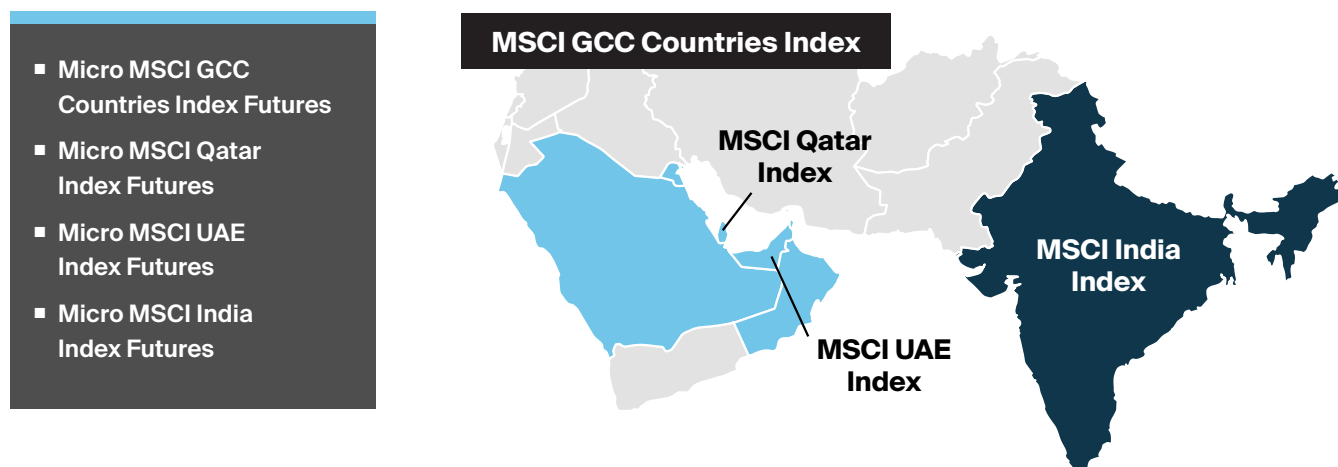 ▪ Micro MSCI GCC
Countries Index Futures
▪ Micro MSCI Qatar
Index Futures
▪ Micro MSCI UAE
Index Futures
▪ Micro MSCI India
Index Futures
MSCI GCC Countries Index
MSCI Qatar
Index
MSCI UAE
Index
MSCI India
Index